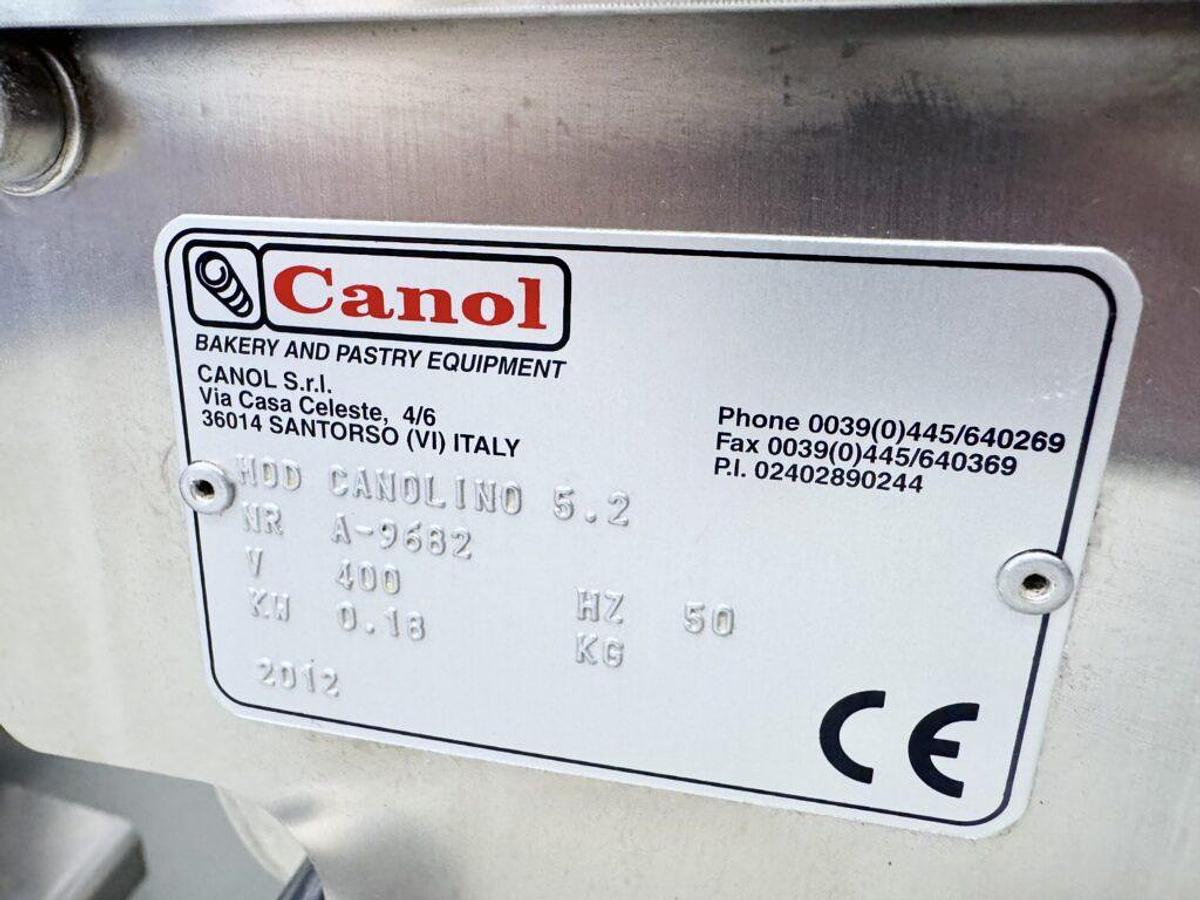 Canol
BAKERY AND PASTRY EQUIPMENT
CANOL S.r.l.
Via Casa Celeste, 4/6
36014 SANTORSO (VI) ITALY
Phone 0039(0)445/640269
Fax 0039(0)445/640369
P.I. 02402890244
MOD CANOLINO 5.2
NR A-9682
V 400 HZ 50
KW 0.18 KG
2012
CE